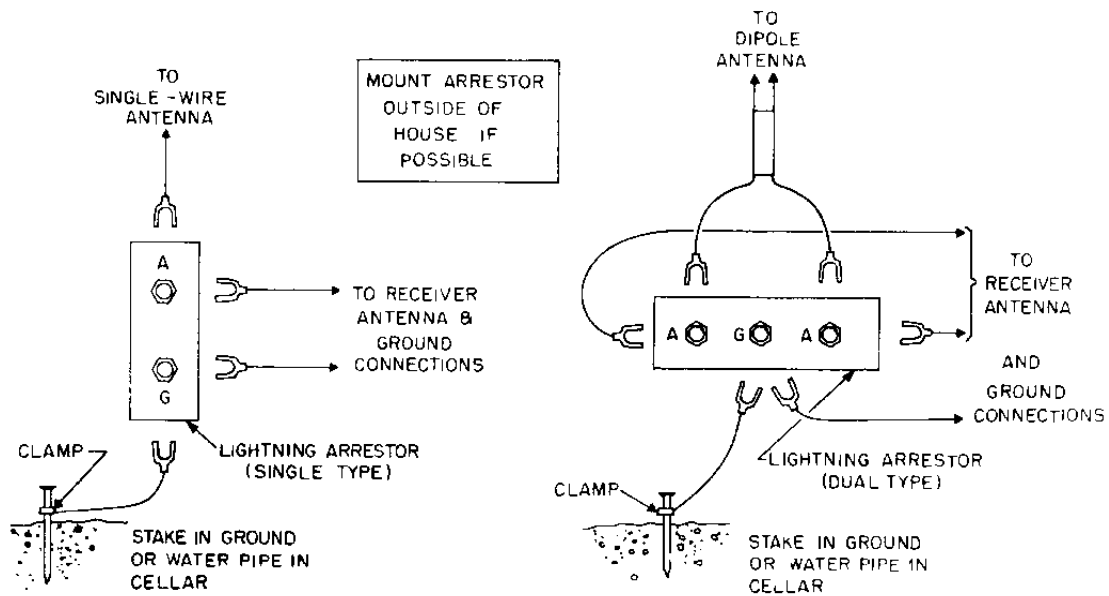 TO
SINGLE-WIRE
ANTENNA
MOUNT ARRESTOR
OUTSIDE OF
HOUSE IF
POSSIBLE
A
G
TO RECEIVER
ANTENNA &
GROUND
CONNECTIONS
LIGHTNING ARRESTOR
(SINGLE TYPE)
CLAMP
STAKE IN GROUND
OR WATER PIPE IN
CELLAR
TO
DIPOLE
ANTENNA
A G A
TO
RECEIVER
ANTENNA
AND
GROUND
CONNECTIONS
LIGHTNING ARRESTOR
(DUAL TYPE)
CLAMP
STAKE IN GROUND
OR WATER PIPE IN
CELLAR